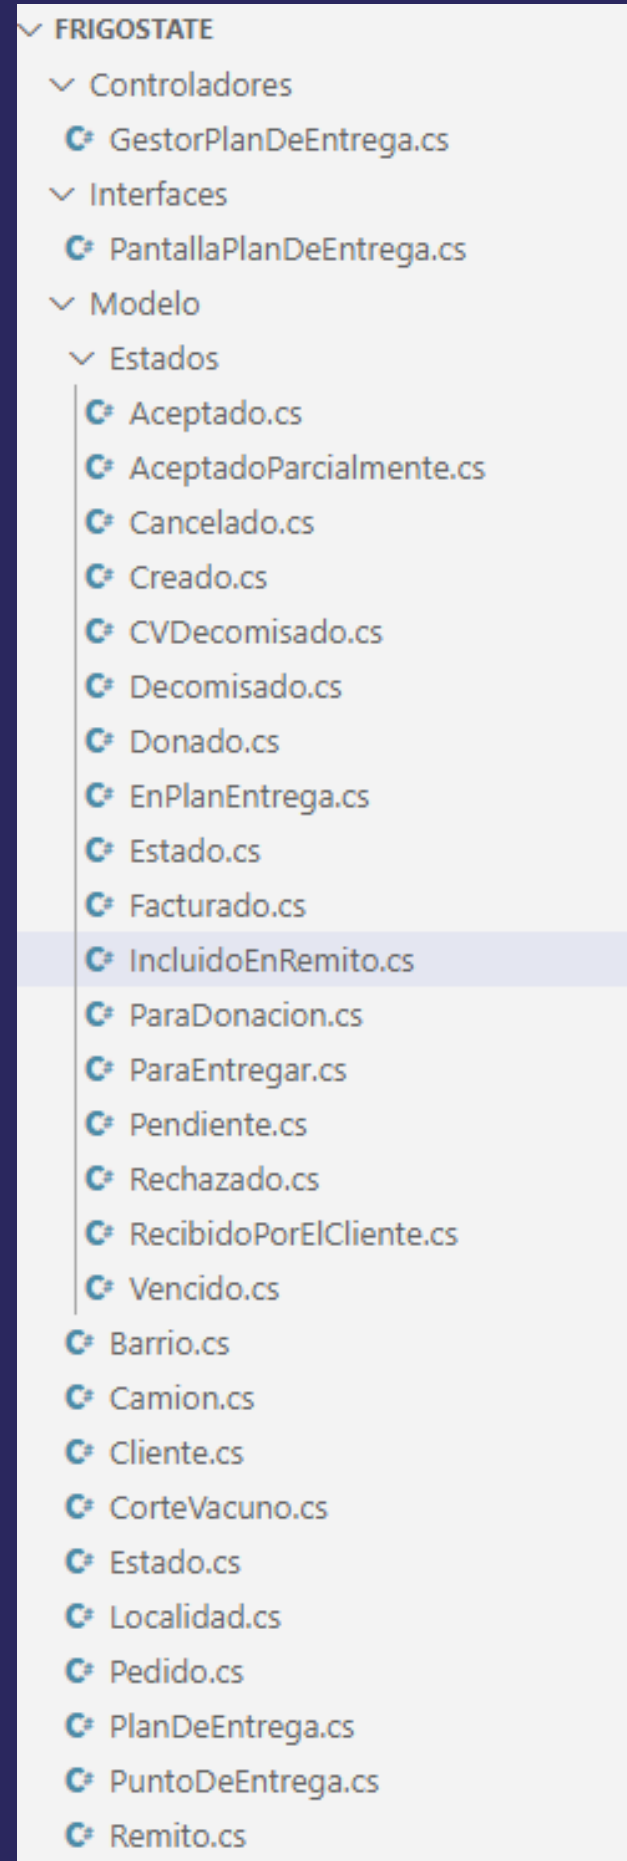 FRIGOSTATE
Controladores
C# GestorPlanDeEntrega.cs
Interfaces
C# PantallaPlanDeEntrega.cs
Modelo
Estados
C# Aceptado.cs
C# AceptadoParcialmente.cs
C# Cancelado.cs
C# Creado.cs
C# CVDecomisado.cs
C# Decomisado.cs
C# Donado.cs
C# EnPlanEntrega.cs
C# Estado.cs
C# Facturado.cs
C# IncluidoEnRemito.cs
C# ParaDonacion.cs
C# ParaEntregar.cs
C# Pendiente.cs
C# Rechazado.cs
C# RecibidoPorElCliente.cs
C# Vencido.cs
C# Barrio.cs
C# Camion.cs
C# Cliente.cs
C# CorteVacuno.cs
C# Estado.cs
C# Localidad.cs
C# Pedido.cs
C# PlanDeEntrega.cs
C# PuntoDeEntrega.cs
C# Remito.cs